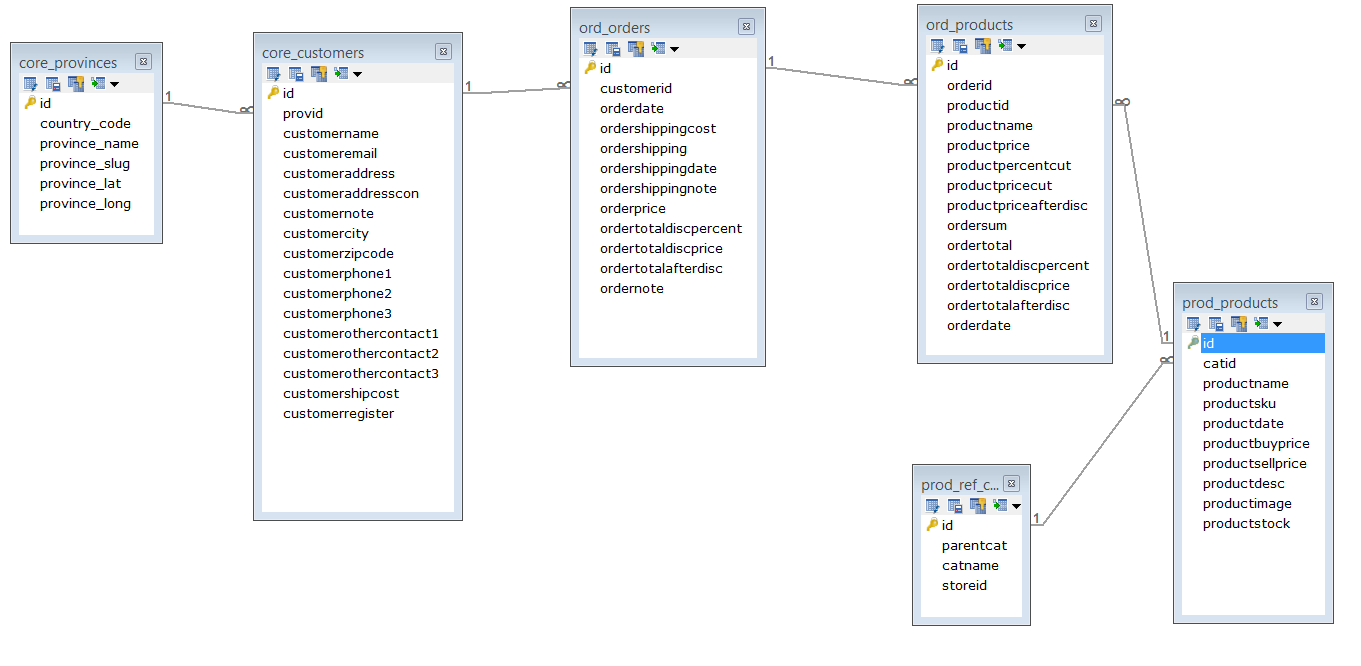 core_provinces
id
country_code
province_name
province_slug
province_lat
province_long
1
∞
core_customers
id
provid
customername
customeremail
customeraddress
customeraddresscon
customernote
customercity
customerzipcode
customerphone1
customerphone2
customerphone3
customerothercontact1
customerothercontact2
customerothercontact3
customershipcost
customerregister
1
∞
ord_orders
id
customerid
orderdate
ordershippingcost
ordershipping
ordershippingdate
ordershippingnote
orderprice
ordertotaldiscpercent
ordertotaldiscprice
ordertotalafterdisc
ordernote
1
∞
ord_products
id
orderid
productid
productname
productprice
productpercentcut
productpricecut
productpriceafterdisc
ordersum
ordertotal
ordertotaldiscpercent
ordertotaldiscprice
ordertotalafterdisc
orderdate
∞
1
∞
prod_products
id
catid
productname
productsku
productdate
productbuyprice
productsellprice
productdesc
productimage
productstock
prod_ref_c...
id
parentcat
catname
storeid
1